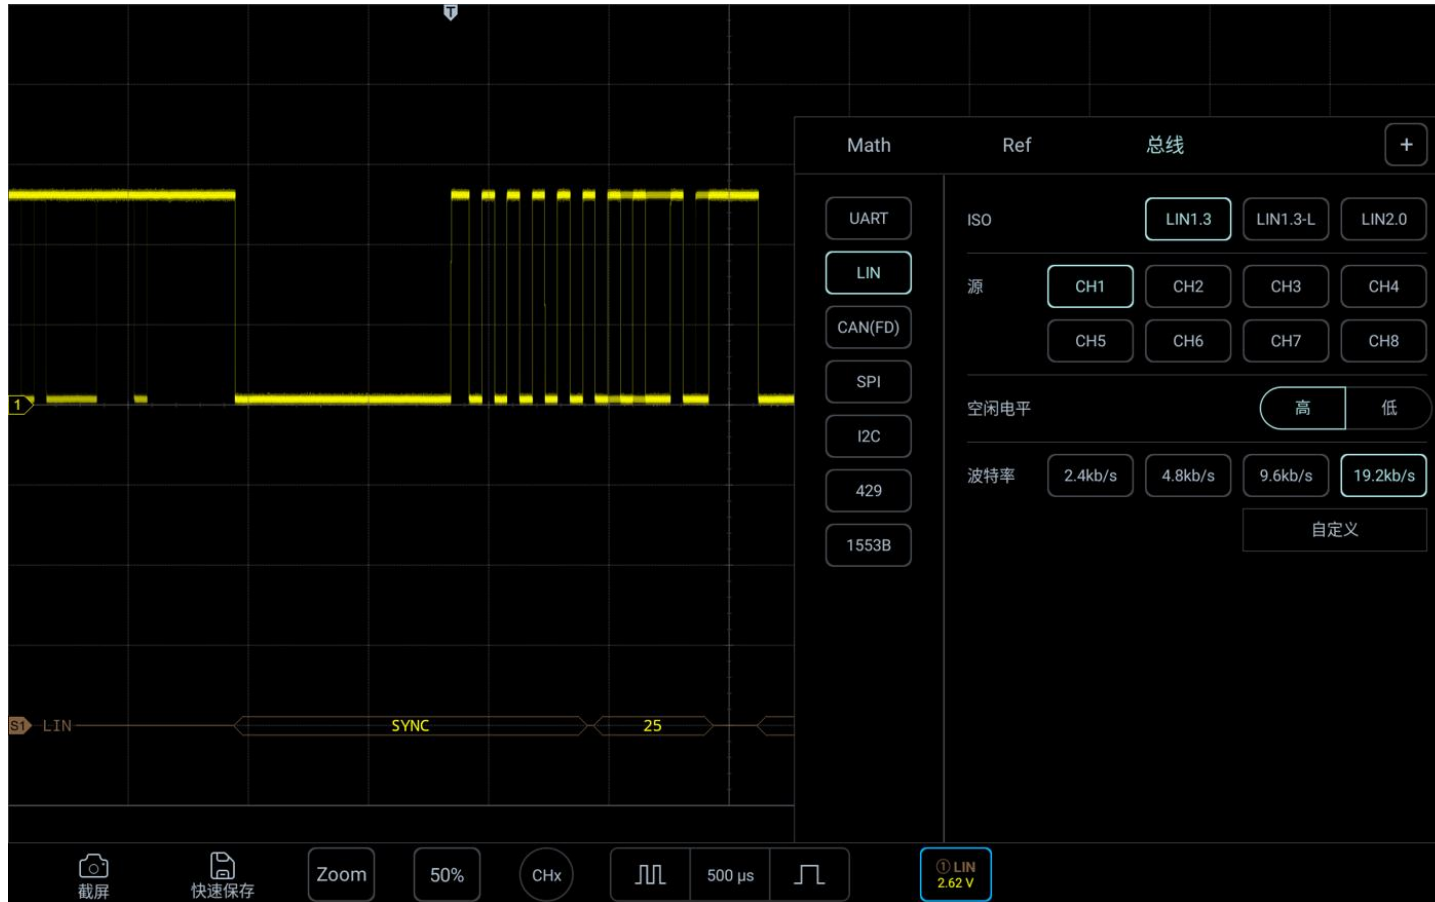 T
Math Ref 总线 +
UART
LIN
CAN(FD)
SPI
I2C
429
1553B
ISO LIN1.3 LIN1.3-L LIN2.0
源 CH1 CH2 CH3 CH4
CH5 CH6 CH7 CH8
空闲电平 高 低
波特率 2.4kb/s 4.8kb/s 9.6kb/s 19.2kb/s
自定义
1
S1 LIN SYNC 25
截屏 快速保存 Zoom 50% CHx 500 μs
① LIN
2.62 V